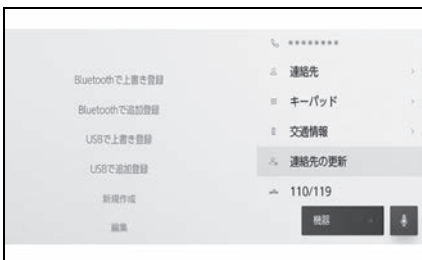 Bluetoothで上書き登録
Bluetoothで追加登録
USBで上書き登録
USBで追加登録
新規作成
編集
********
連絡先
キーパッド
交通情報
連絡先の更新
110/119
機器